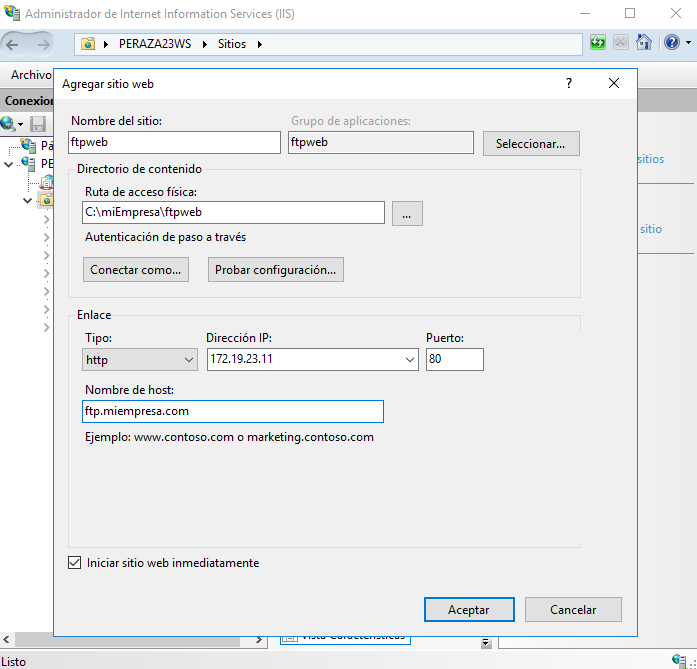 Administrador de Internet Information Services (IIS)
PERAZA23WS Sitios
Archivo
Conexion
Pá
PE
sitios
sitio
Agregar sitio web
?
Nombre del sitio:
Grupo de aplicaciones:
ftpweb
ftpweb
Seleccionar...
Directorio de contenido
Ruta de acceso física:
C:\miEmpresa\ftpweb
...
Autenticación de paso a través
Conectar como...
Probar configuración...
Enlace
Tipo:
Dirección IP:
Puerto:
http
172.19.23.11
80
Nombre de host:
ftp.miempresa.com
Ejemplo: www.contoso.com o marketing.contoso.com
Iniciar sitio web inmediatamente
Aceptar
Cancelar
Vista Características
Listo